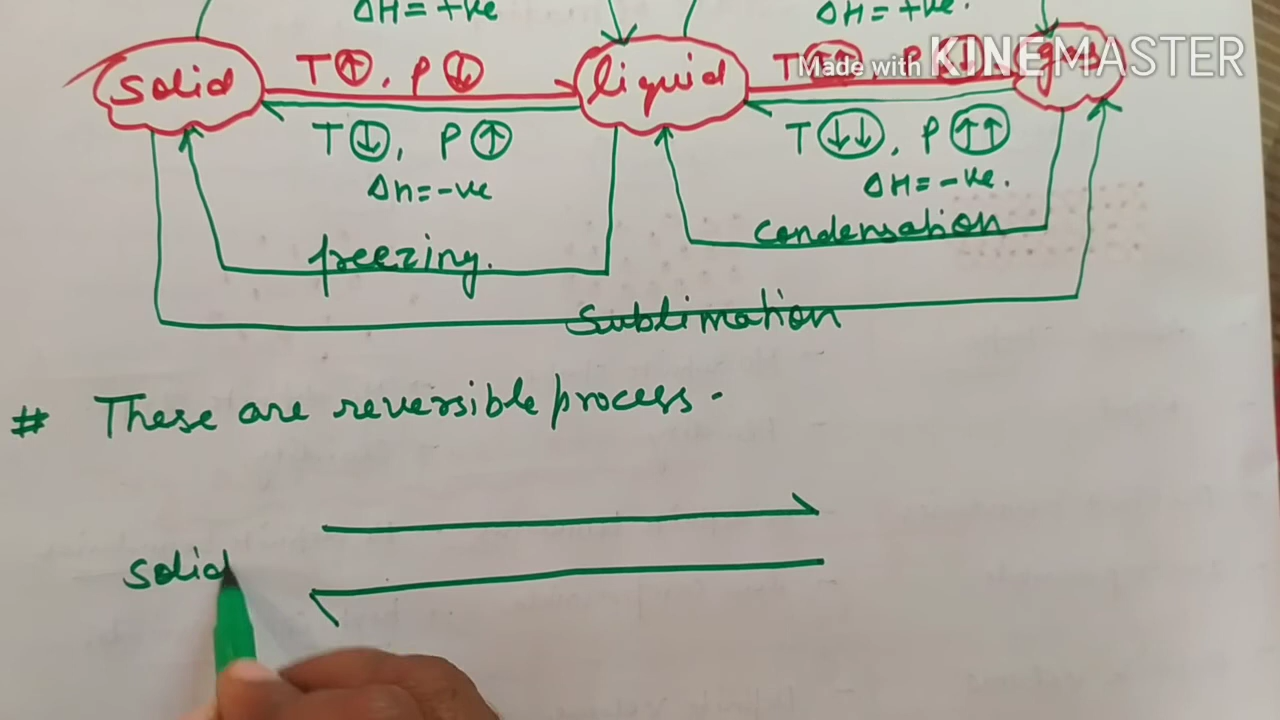 ΔH = +ve ΔH = +ve.
Solid T↑, P↓ liquid T↑↑, P↓↓ gas
Made with KINEMASTER
T↓, P↑ T↓↓, P↑↑
ΔH = -ve ΔH = -ve.
freezing. condensation
Sublimation
# These are reversible process.
Solid